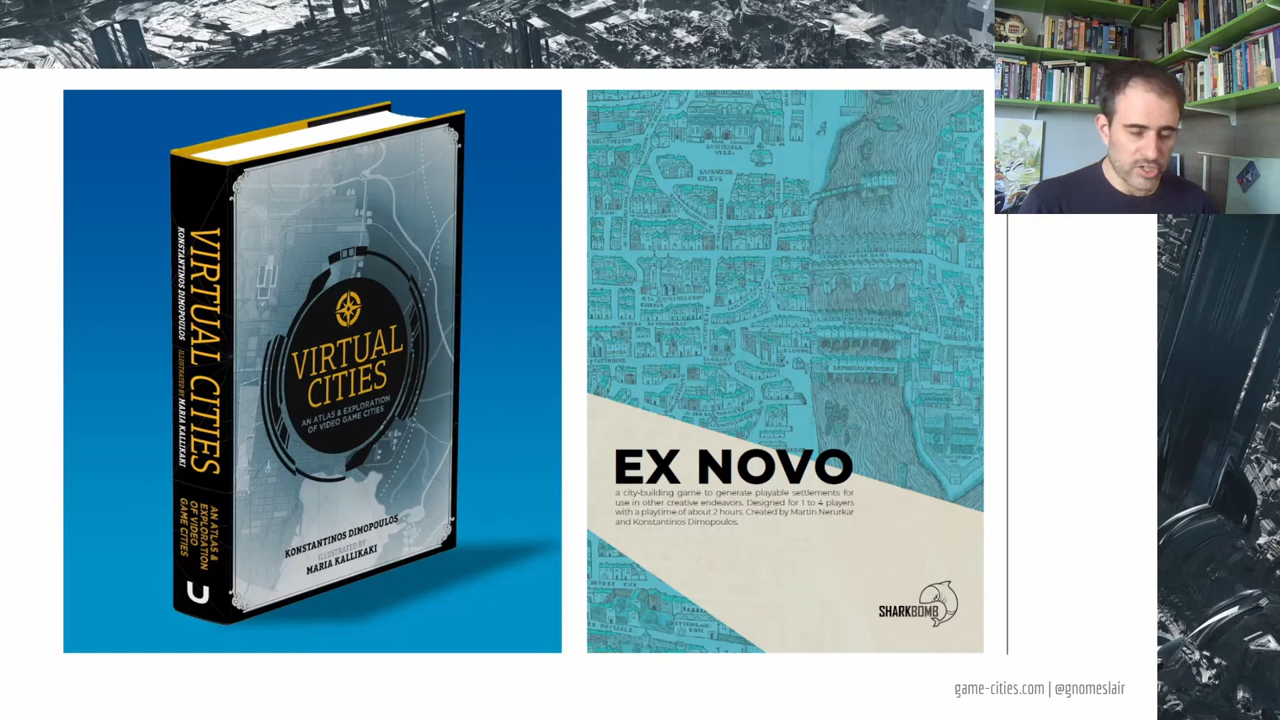 VIRTUAL CITIES
KONSTANTINOS DIMOPOULOS
ILLUSTRATED BY MARIA KALLIKAKI
AN ATLAS &
EXPLORATION
OF VIDEO
GAME CITIES
VIRTUAL
CITIES
AN ATLAS & EXPLORATION
OF VIDEO GAME CITIES
KONSTANTINOS DIMOPOULOS
ILLUSTRATED BY
MARIA KALLIKAKI
EX NOVO
a city-building game to generate playable settlements for
use in other creative endeavors. Designed for 1 to 4 players
with a playtime of about 2 hours. Created by Martin Nerurkar
and Konstantinos Dimopoulos.
SHARKBOMB
game-cities.com | @gnomeslair